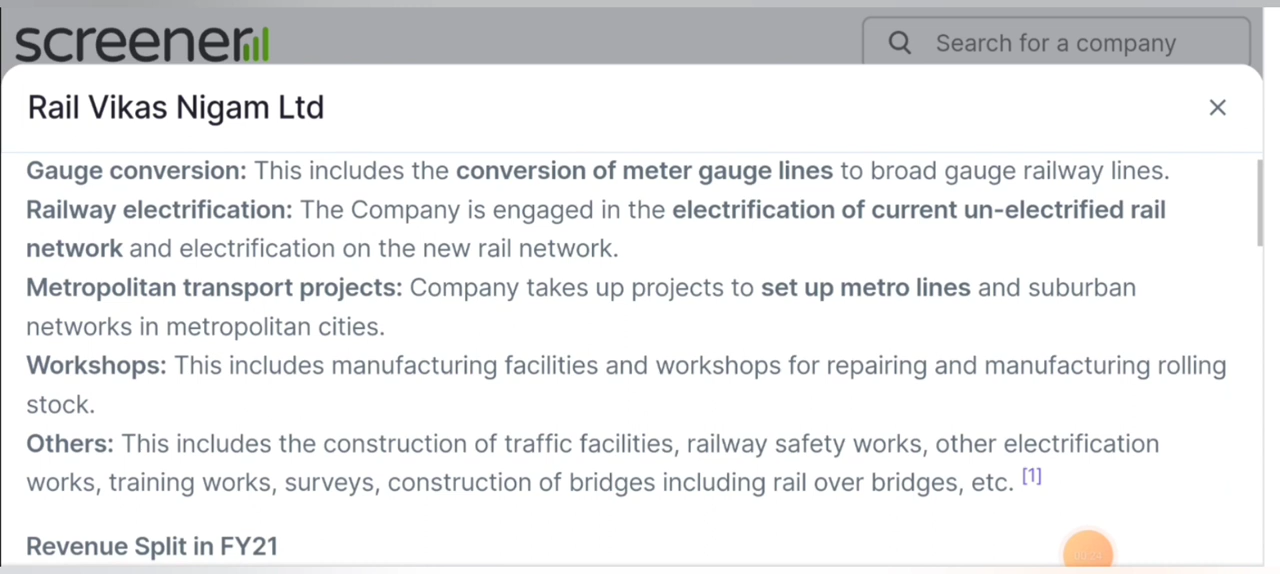 screener
Search for a company
Rail Vikas Nigam Ltd
Gauge conversion: This includes the conversion of meter gauge lines to broad gauge railway lines.
Railway electrification: The Company is engaged in the electrification of current un-electrified rail
network and electrification on the new rail network.
Metropolitan transport projects: Company takes up projects to set up metro lines and suburban
networks in metropolitan cities.
Workshops: This includes manufacturing facilities and workshops for repairing and manufacturing rolling
stock.
Others: This includes the construction of traffic facilities, railway safety works, other electrification
works, training works, surveys, construction of bridges including rail over bridges, etc. [1]
Revenue Split in FY21